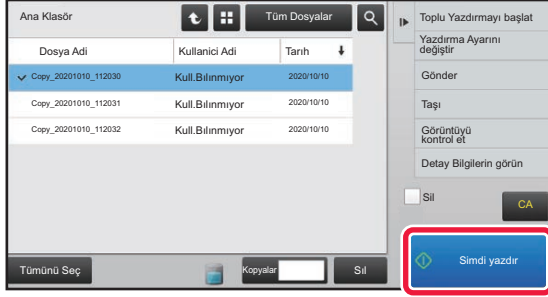 Ana Klasör
Tüm Dosyalar
Toplu Yazdırmayı başlat
Yazdırma Ayarını
değiştir
Dosya Adi
Kullanici Adi
Tarıh
Gönder
Copy_20201010_112030
Kull.Bılınmıyor
2020/10/10
Taşı
Copy_20201010_112031
Kull.Bılınmıyor
2020/10/10
Görüntüyü
kontrol et
Copy_20201010_112032
Kull.Bılınmıyor
2020/10/10
Detay Bilgilerin görün
Sil
CA
Tümünü Seç
Kopyalar
Sıl
Simdi yazdır